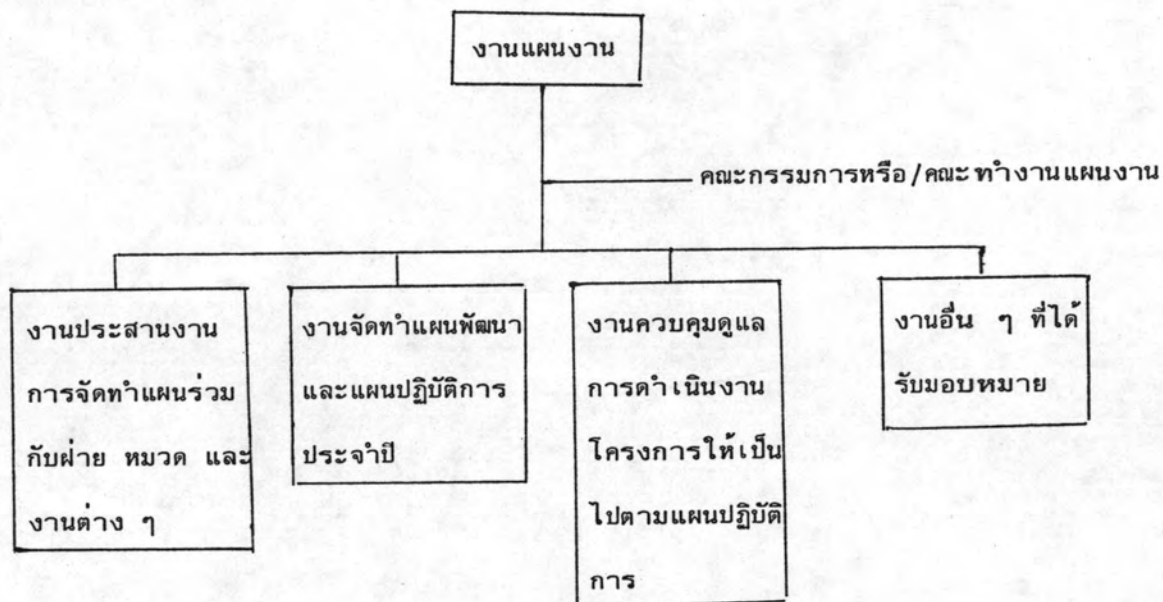 งานแผนงาน
คณะกรรมการหรือ/คณะทำงานแผนงาน
งานประสานงาน
การจัดทำแผนร่วม
กับฝ่าย หมวด และ
งานต่าง ๆ
งานจัดทำแผนพัฒนา
และแผนปฏิบัติการ
ประจำปี
งานควบคุมดูแล
การดำเนินงาน
โครงการให้เป็น
ไปตามแผนปฏิบัติ
การ
งานอื่น ๆ ที่ได้
รับมอบหมาย